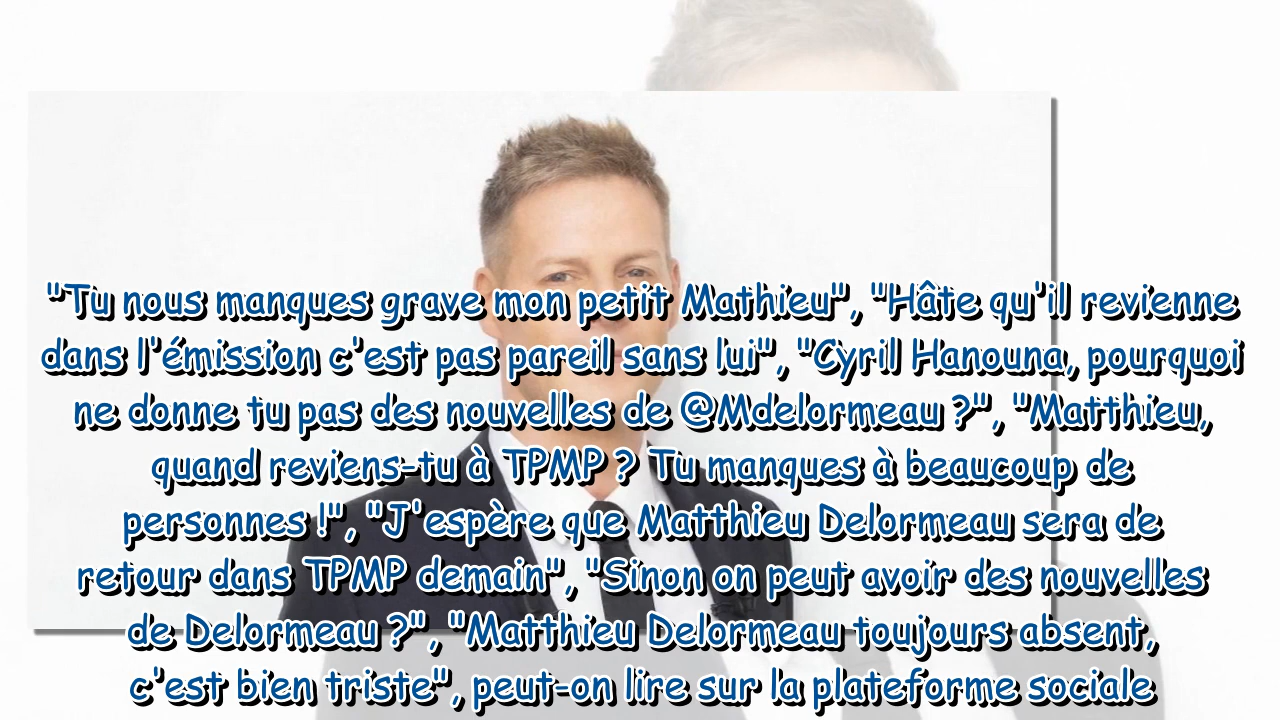 "Tu nous manques grave mon petit Mathieu", "Hâte qu'il revienne
dans l'émission c'est pas pareil sans lui", "Cyril Hanouna, pourquoi
ne donne tu pas des nouvelles de @Mdelormeau ?", "Matthieu,
quand reviens-tu à TPMP ? Tu manques à beaucoup de
personnes !", "J'espère que Matthieu Delormeau sera de
retour dans TPMP demain", "Sinon on peut avoir des nouvelles
de Delormeau ?", "Matthieu Delormeau toujours absent,
c'est bien triste", peut-on lire sur la plateforme sociale